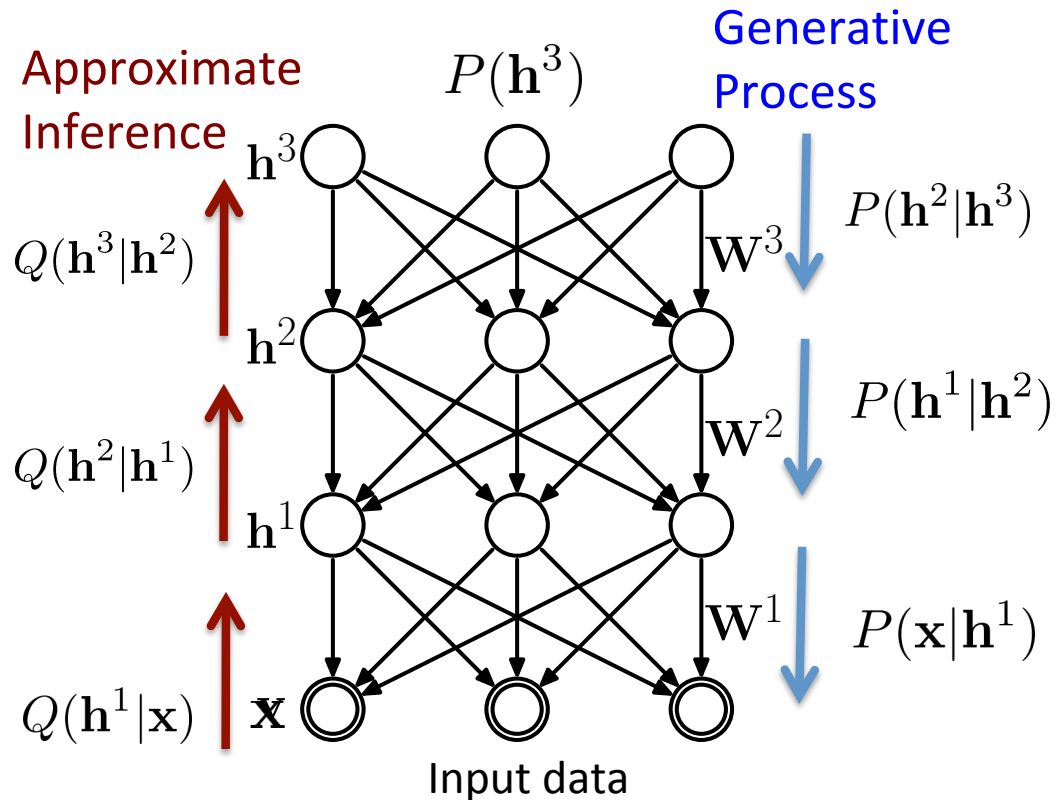 Approximate
Inference
P(𝐡³)
Generative
Process
𝐡³
Q(𝐡³|𝐡²)
𝐖³
P(𝐡²|𝐡³)
𝐡²
Q(𝐡²|𝐡¹)
𝐖²
P(𝐡¹|𝐡²)
𝐡¹
Q(𝐡¹|𝐱)
𝐱
𝐖¹
P(𝐱|𝐡¹)
Input data